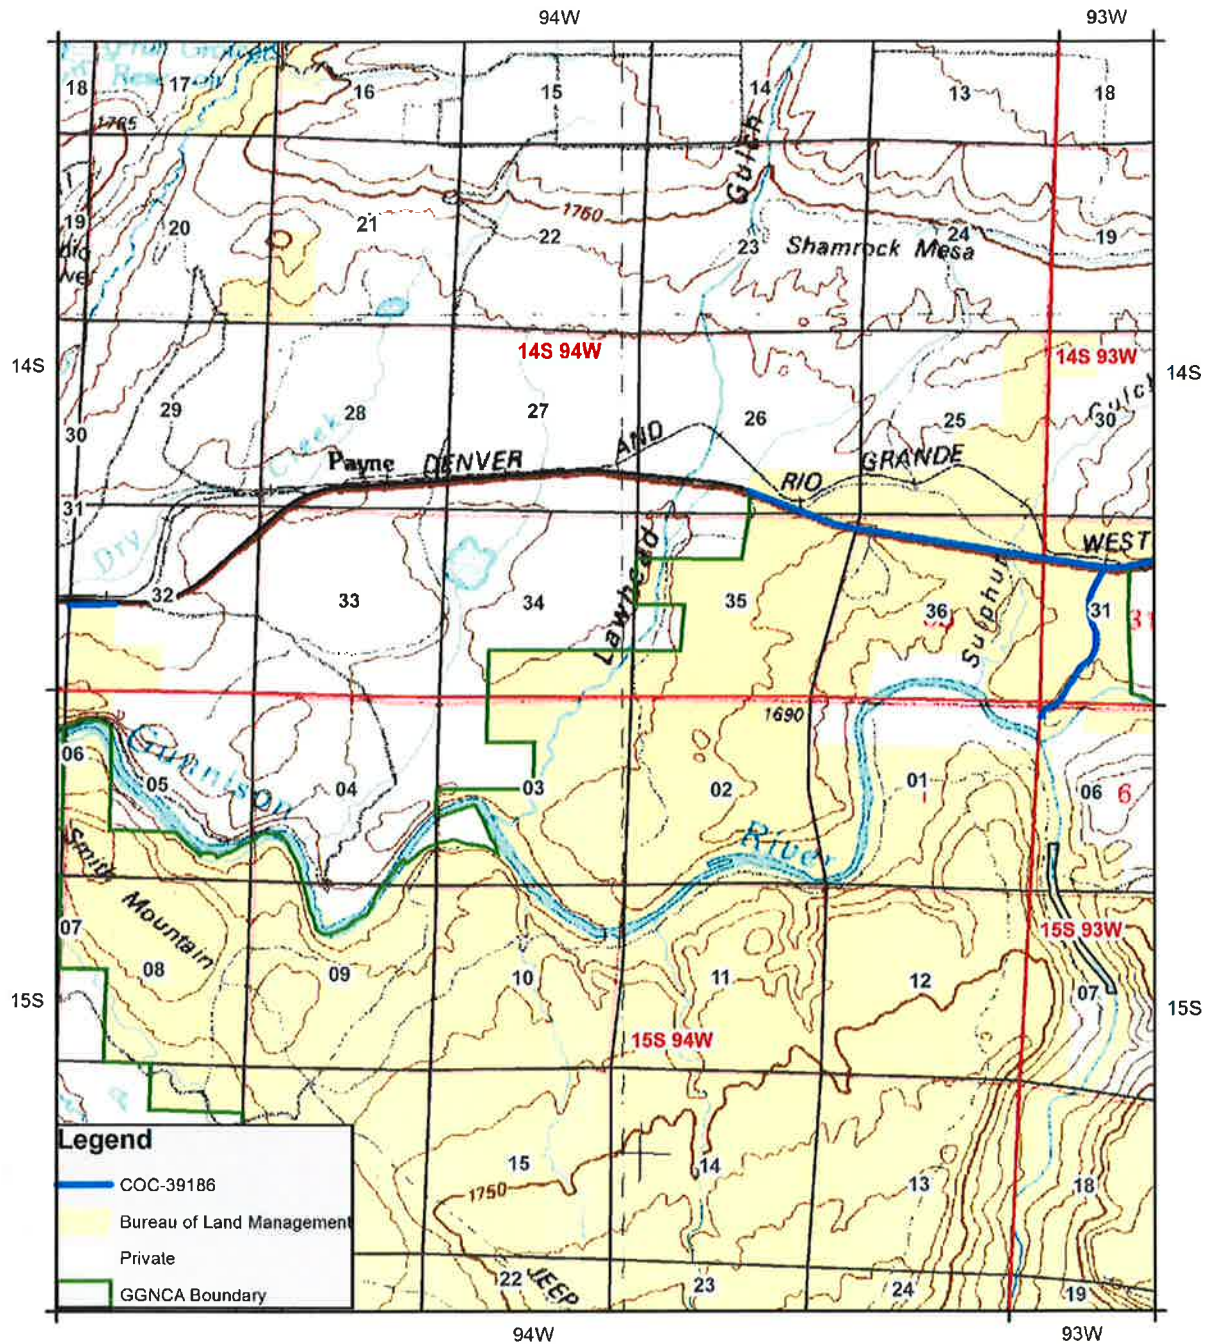 94W 93W
18 17 16 15 14 13 18
1765
Gulch
1760
19 20 21 22 23 24 19
Shamrock Mesa
14S 14S 94W 14S 93W 14S
29 28 27 26 25 30
Gulch
30
Creek
Payne DENVER AND RIO GRANDE WEST
31
Dry
32 33 34 35 36 31 31
Lawhead
Sulphur
1690
06 05 04 03 02 01 06 6
Gunnison River
Smith Mountain
15S 93W
07 08 09 10 11 12 07
15S 15S
15S 94W
15 14 13 18
1750
22 JEEP 23 24 19
Legend
COC-39186
Bureau of Land Management
Private
GGNCA Boundary
94W 93W